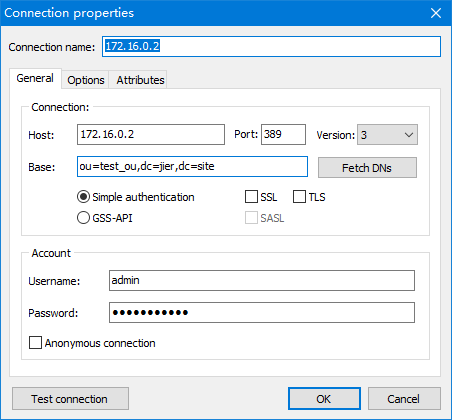 Connection properties
Connection name: 172.16.0.2
General Options Attributes
Connection:
Host: 172.16.0.2 Port: 389 Version: 3
Base: ou=test_ou,dc=jier,dc=site Fetch DNs
Simple authentication SSL TLS
GSS-API SASL
Account
Username: admin
Password: ●●●●●●●●●●●
Anonymous connection
Test connection OK Cancel